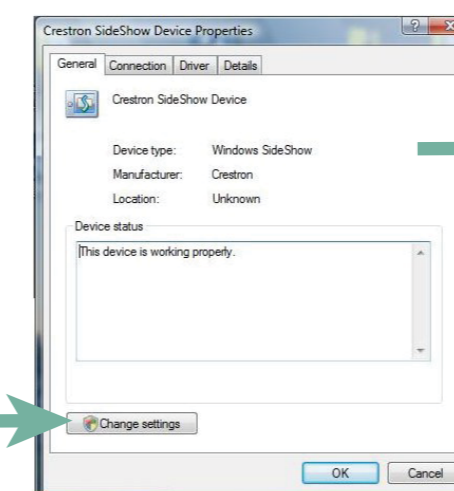 Crestron SideShow Device Properties
General Connection Driver Details
Crestron SideShow Device
Device type: Windows SideShow
Manufacturer: Crestron
Location: Unknown
Device status
This device is working properly.
Change settings
OK Cancel